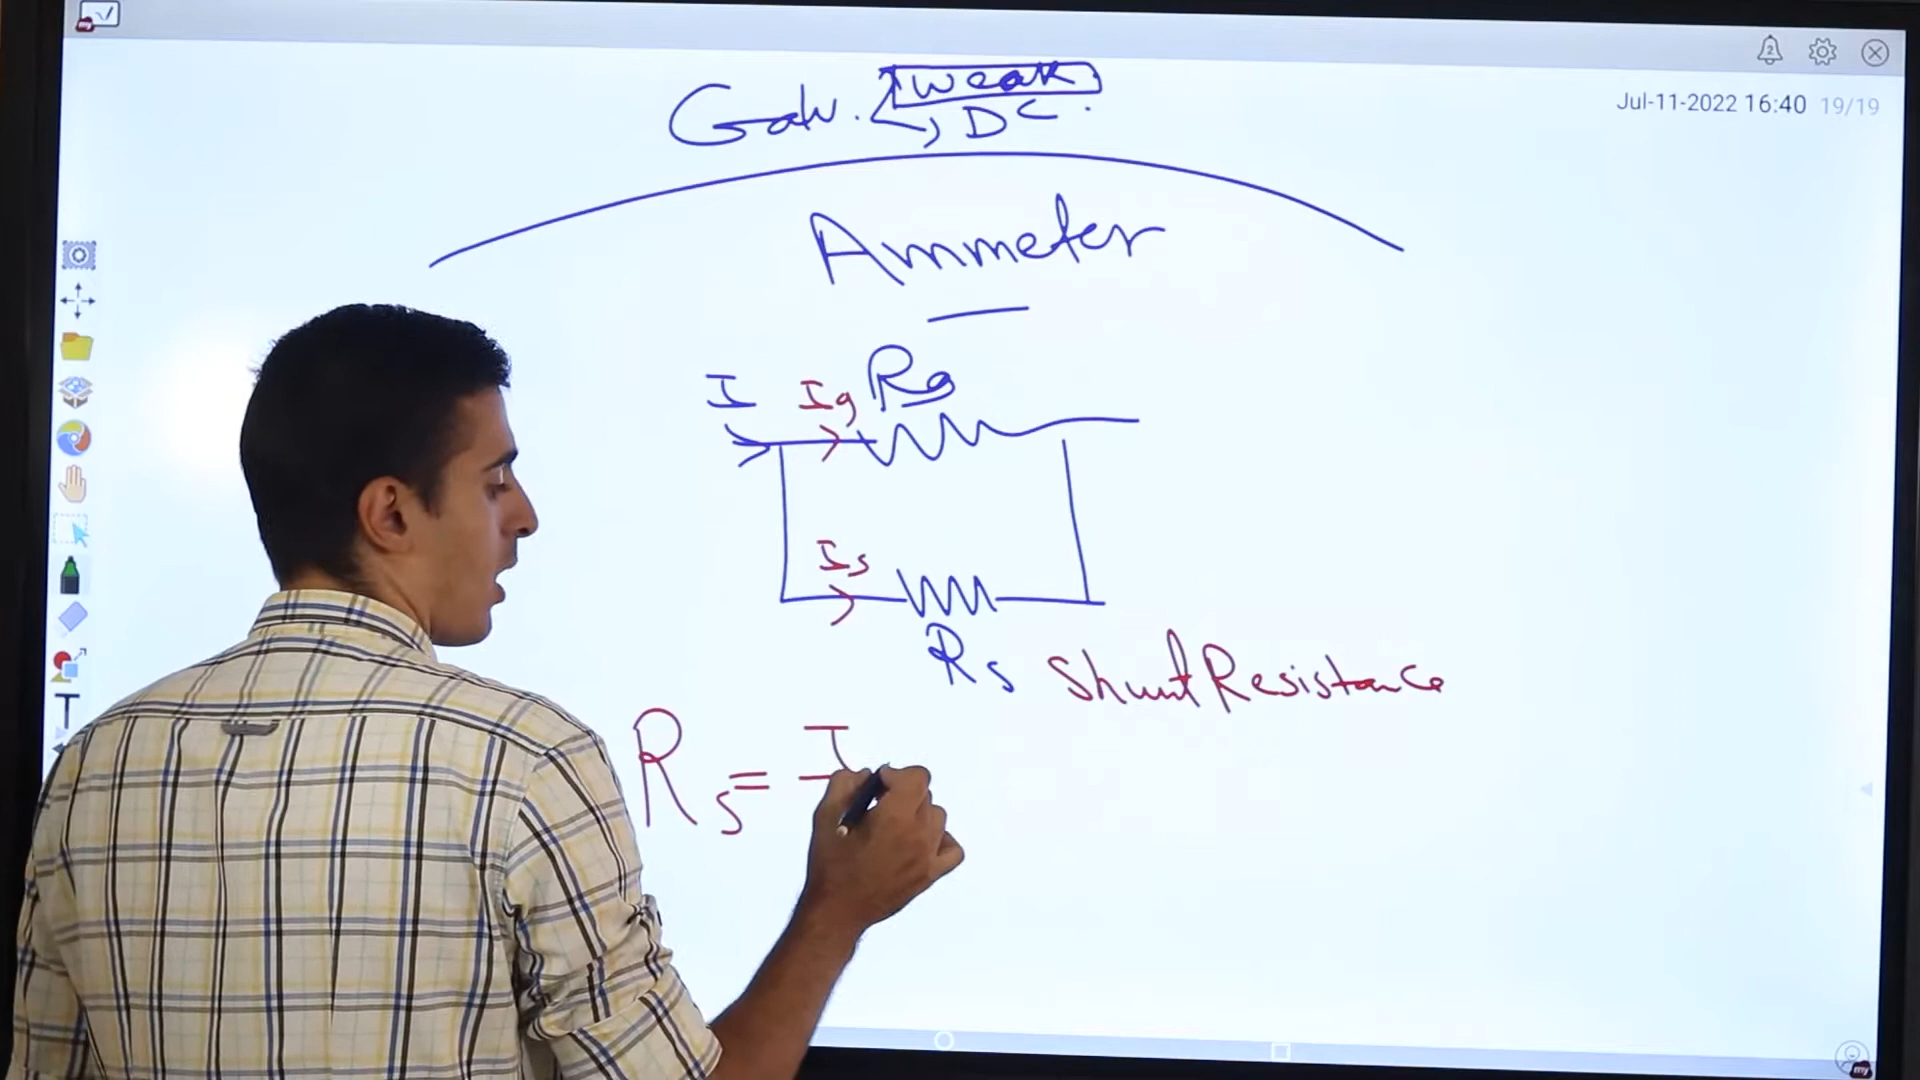 Jul-11-2022 16:40 19/19
Galv. weak
DC.
Ammeter
I Ig Rg
Is
Rs Shunt Resistance
Rs = I